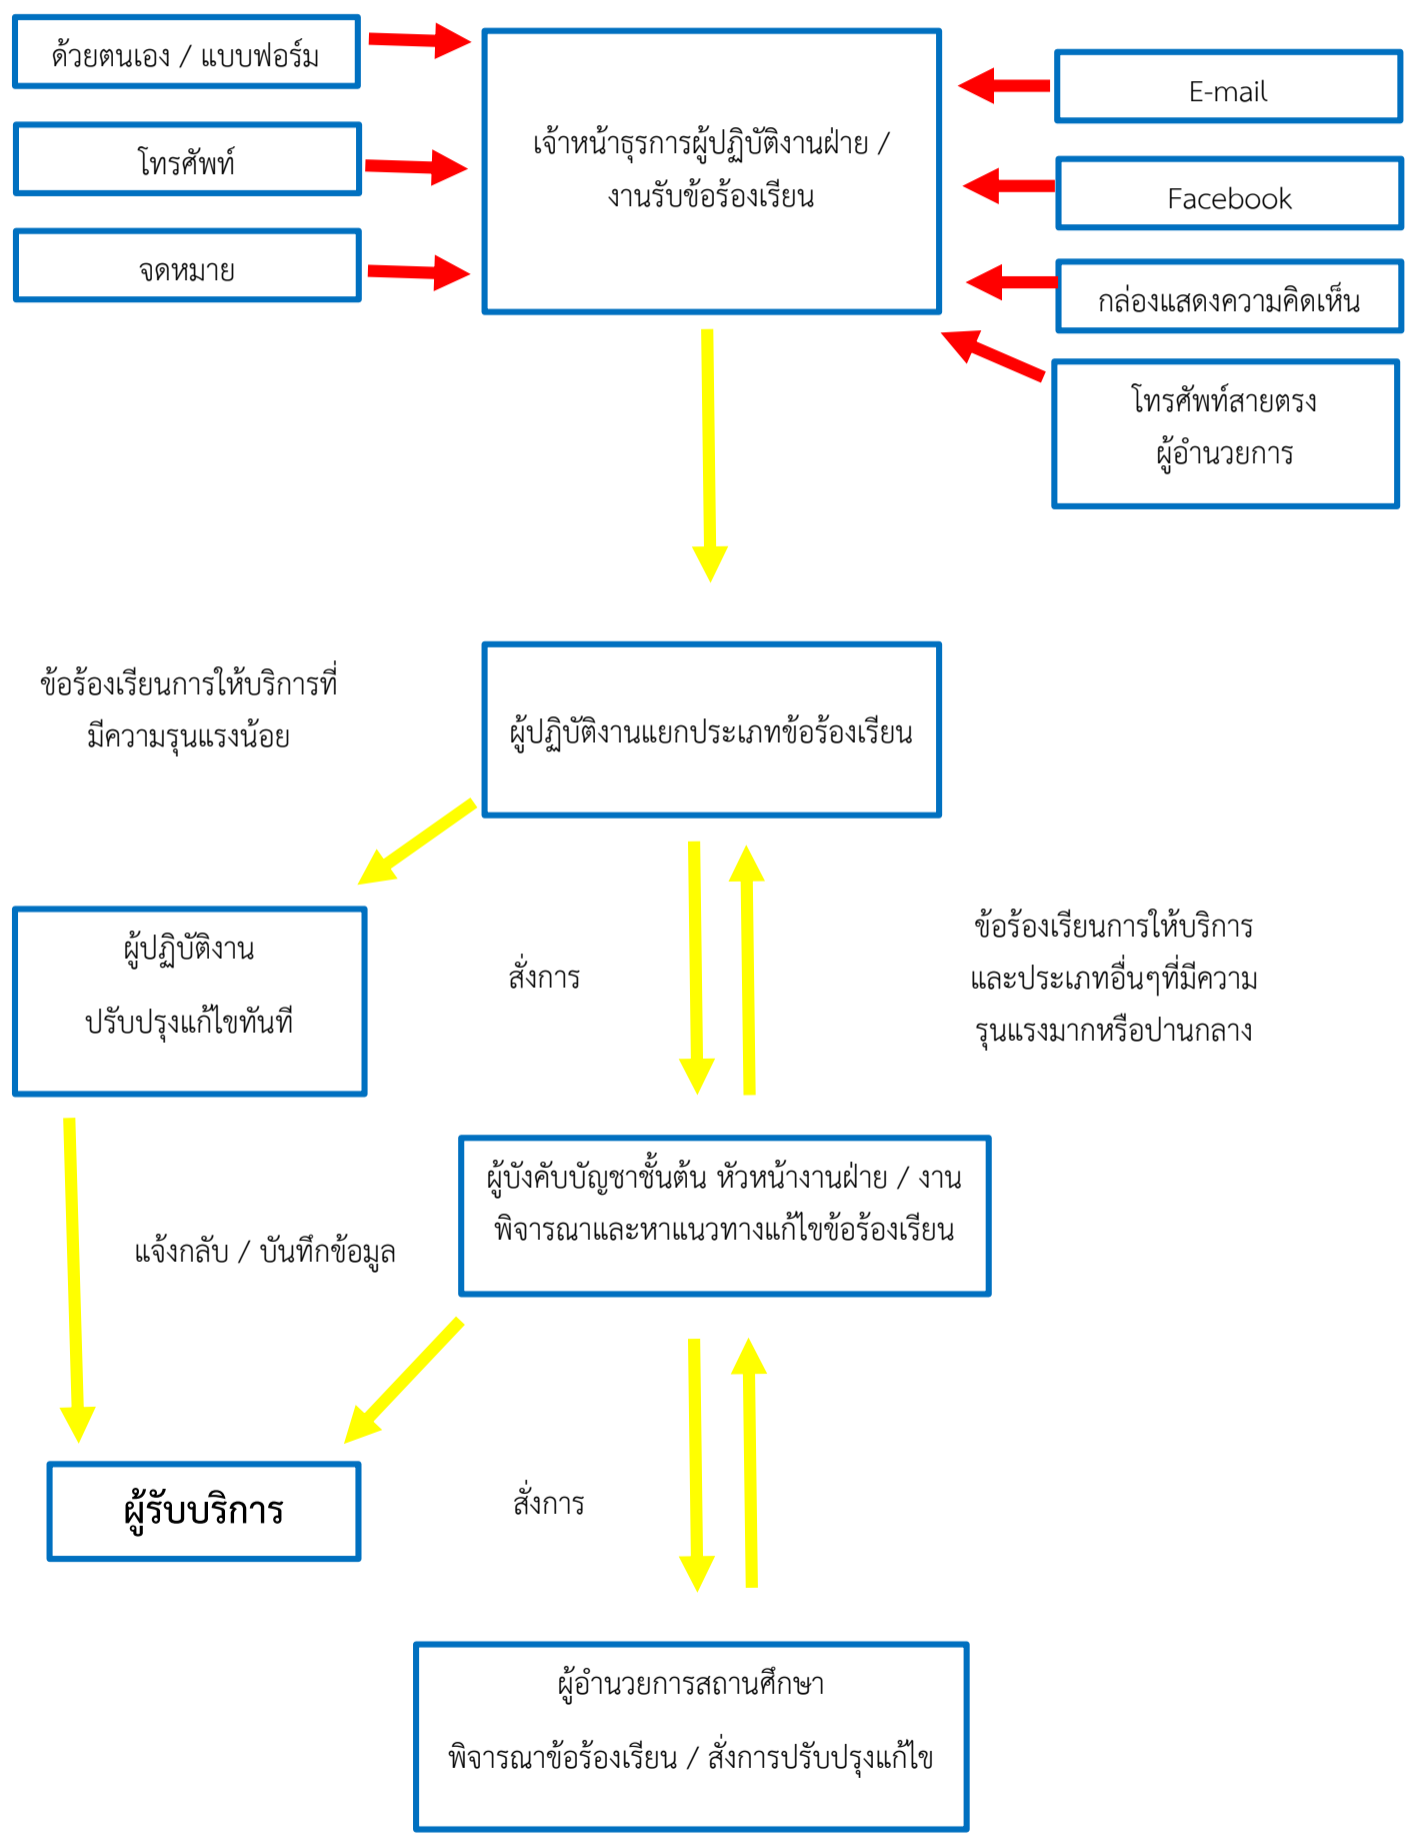 ด้วยตนเอง / แบบฟอร์ม
โทรศัพท์
จดหมาย
เจ้าหน้าธุรการผู้ปฏิบัติงานฝ่าย /
งานรับข้อร้องเรียน
E-mail
Facebook
กล่องแสดงความคิดเห็น
โทรศัพท์สายตรง
ผู้อำนวยการ
ข้อร้องเรียนการให้บริการที่
มีความรุนแรงน้อย
ผู้ปฏิบัติงานแยกประเภทข้อร้องเรียน
ผู้ปฏิบัติงาน
ปรับปรุงแก้ไขทันที
สั่งการ
ข้อร้องเรียนการให้บริการ
และประเภทอื่นๆที่มีความ
รุนแรงมากหรือปานกลาง
ผู้บังคับบัญชาชั้นต้น หัวหน้างานฝ่าย / งาน
พิจารณาและหาแนวทางแก้ไขข้อร้องเรียน
แจ้งกลับ / บันทึกข้อมูล
ผู้รับบริการ
สั่งการ
ผู้อำนวยการสถานศึกษา
พิจารณาข้อร้องเรียน / สั่งการปรับปรุงแก้ไข